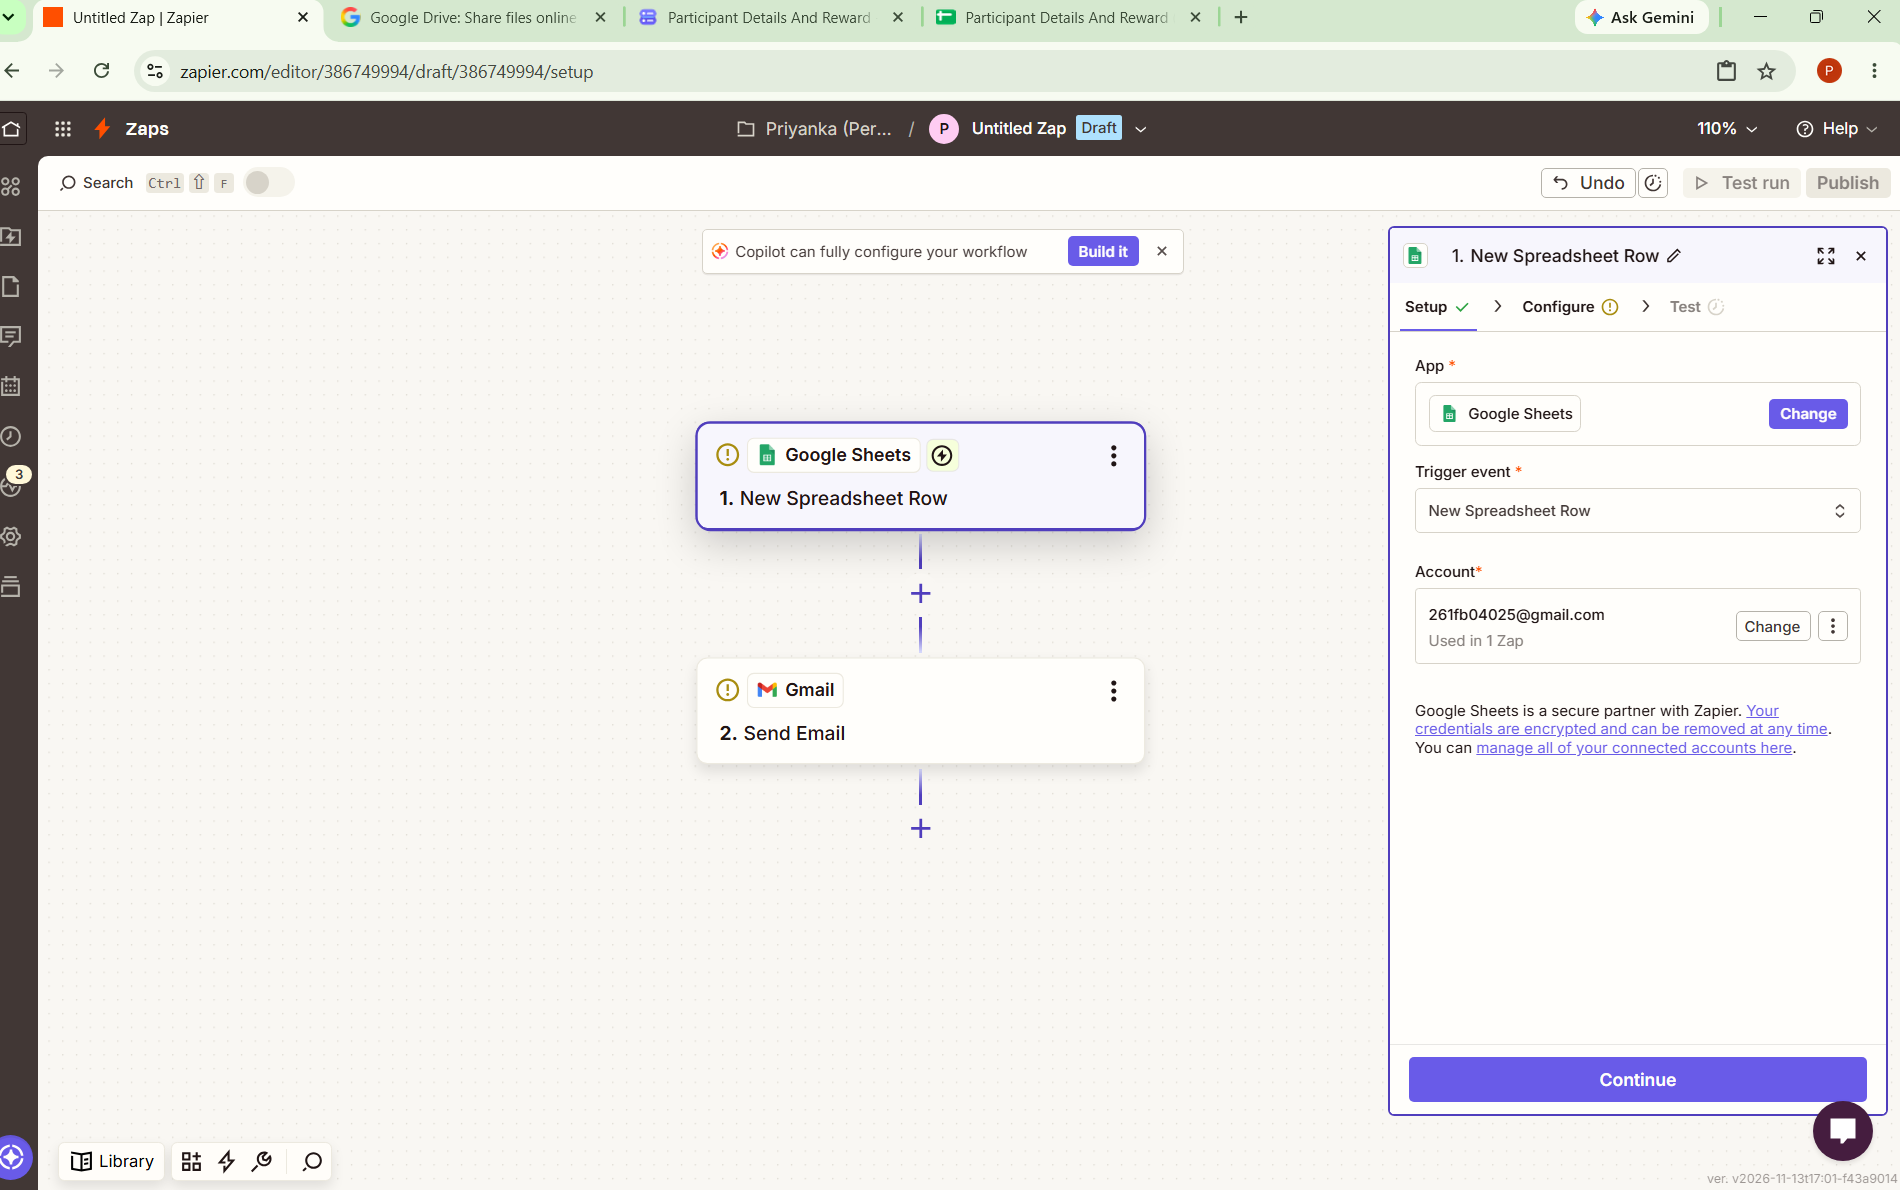 Untitled Zap | Zapier
Google Drive: Share files online
Participant Details And Reward
Participant Details And Reward
Ask Gemini
zapier.com/editor/386749994/draft/386749994/setup
P
Zaps
Priyanka (Per... / P Untitled Zap Draft
110%
Help
Search Ctrl F
Undo
Test run
Publish
Copilot can fully configure your workflow
Build it
1. New Spreadsheet Row
Setup
Configure
Test
App *
Google Sheets
Change
Trigger event *
New Spreadsheet Row
Account*
261fb04025@gmail.com
Used in 1 Zap
Change
Google Sheets is a secure partner with Zapier. Your
credentials are encrypted and can be removed at any time.
You can manage all of your connected accounts here.
Continue
Google Sheets
1. New Spreadsheet Row
Gmail
2. Send Email
3
Library
ver. v2026-11-13t17:01-f43a9014